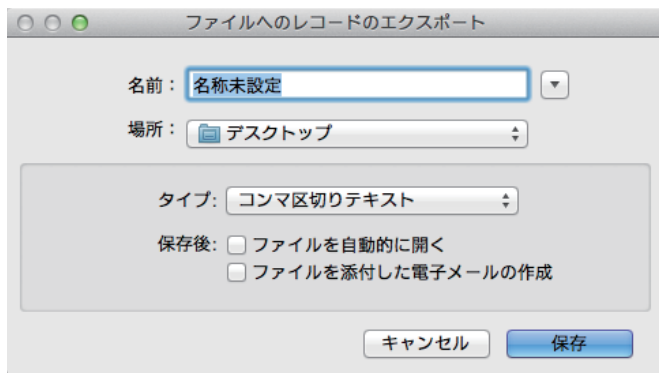 ファイルへのレコードのエクスポート
名前：名称未設定
場所：デスクトップ
タイプ: コンマ区切りテキスト
保存後: ファイルを自動的に開く
ファイルを添付した電子メールの作成
キャンセル 保存